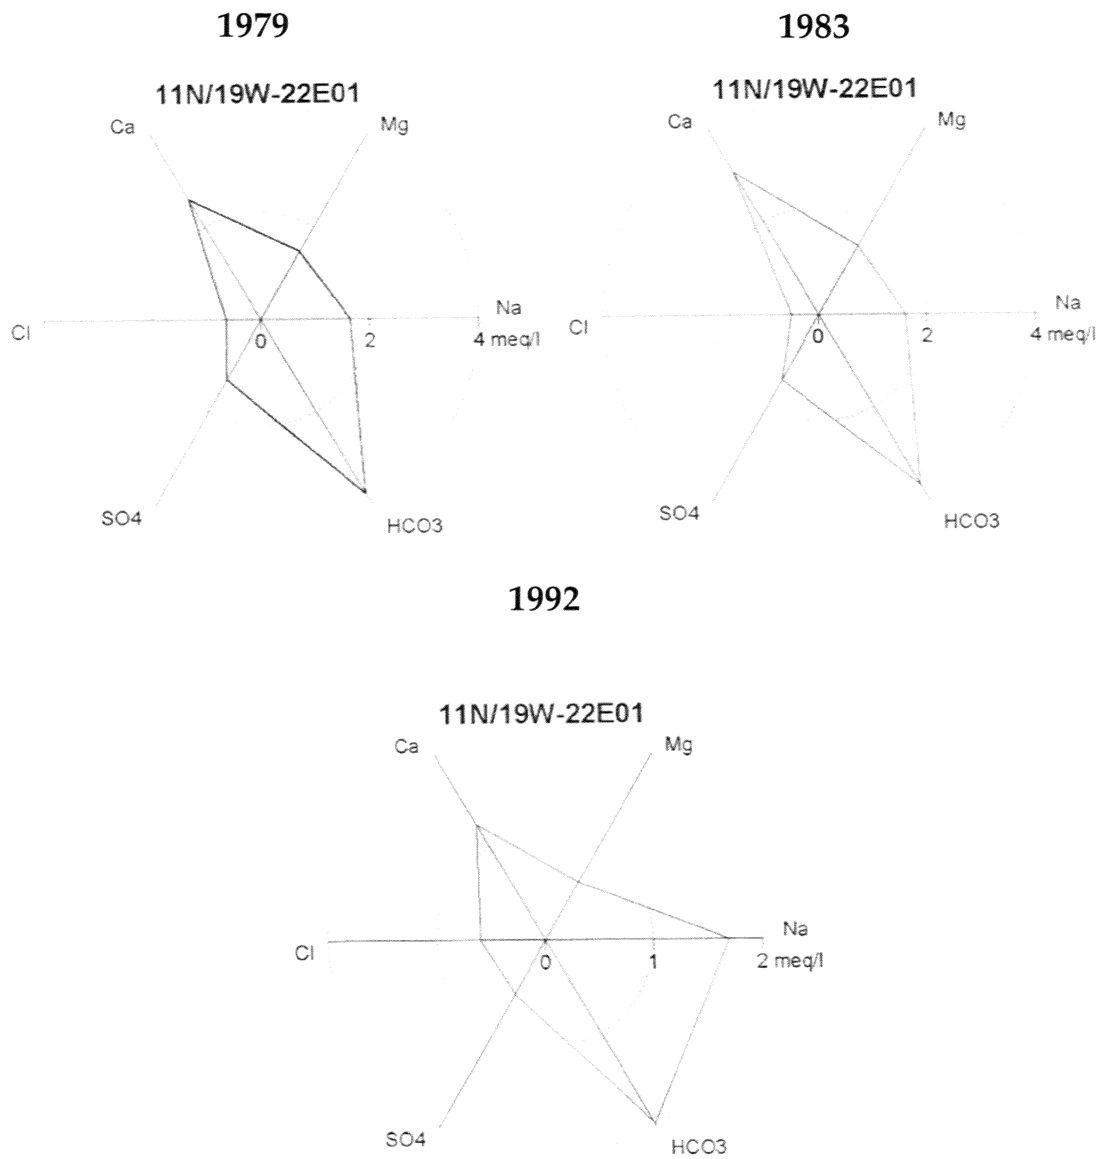 1979
11N/19W-22E01
Ca
Mg
Na
Cl
0
2
4 meq/l
SO4
HCO3
1983
11N/19W-22E01
Ca
Mg
Na
Cl
0
2
4 meq/l
SO4
HCO3
1992
11N/19W-22E01
Ca
Mg
Na
Cl
0
1
2 meq/l
SO4
HCO3